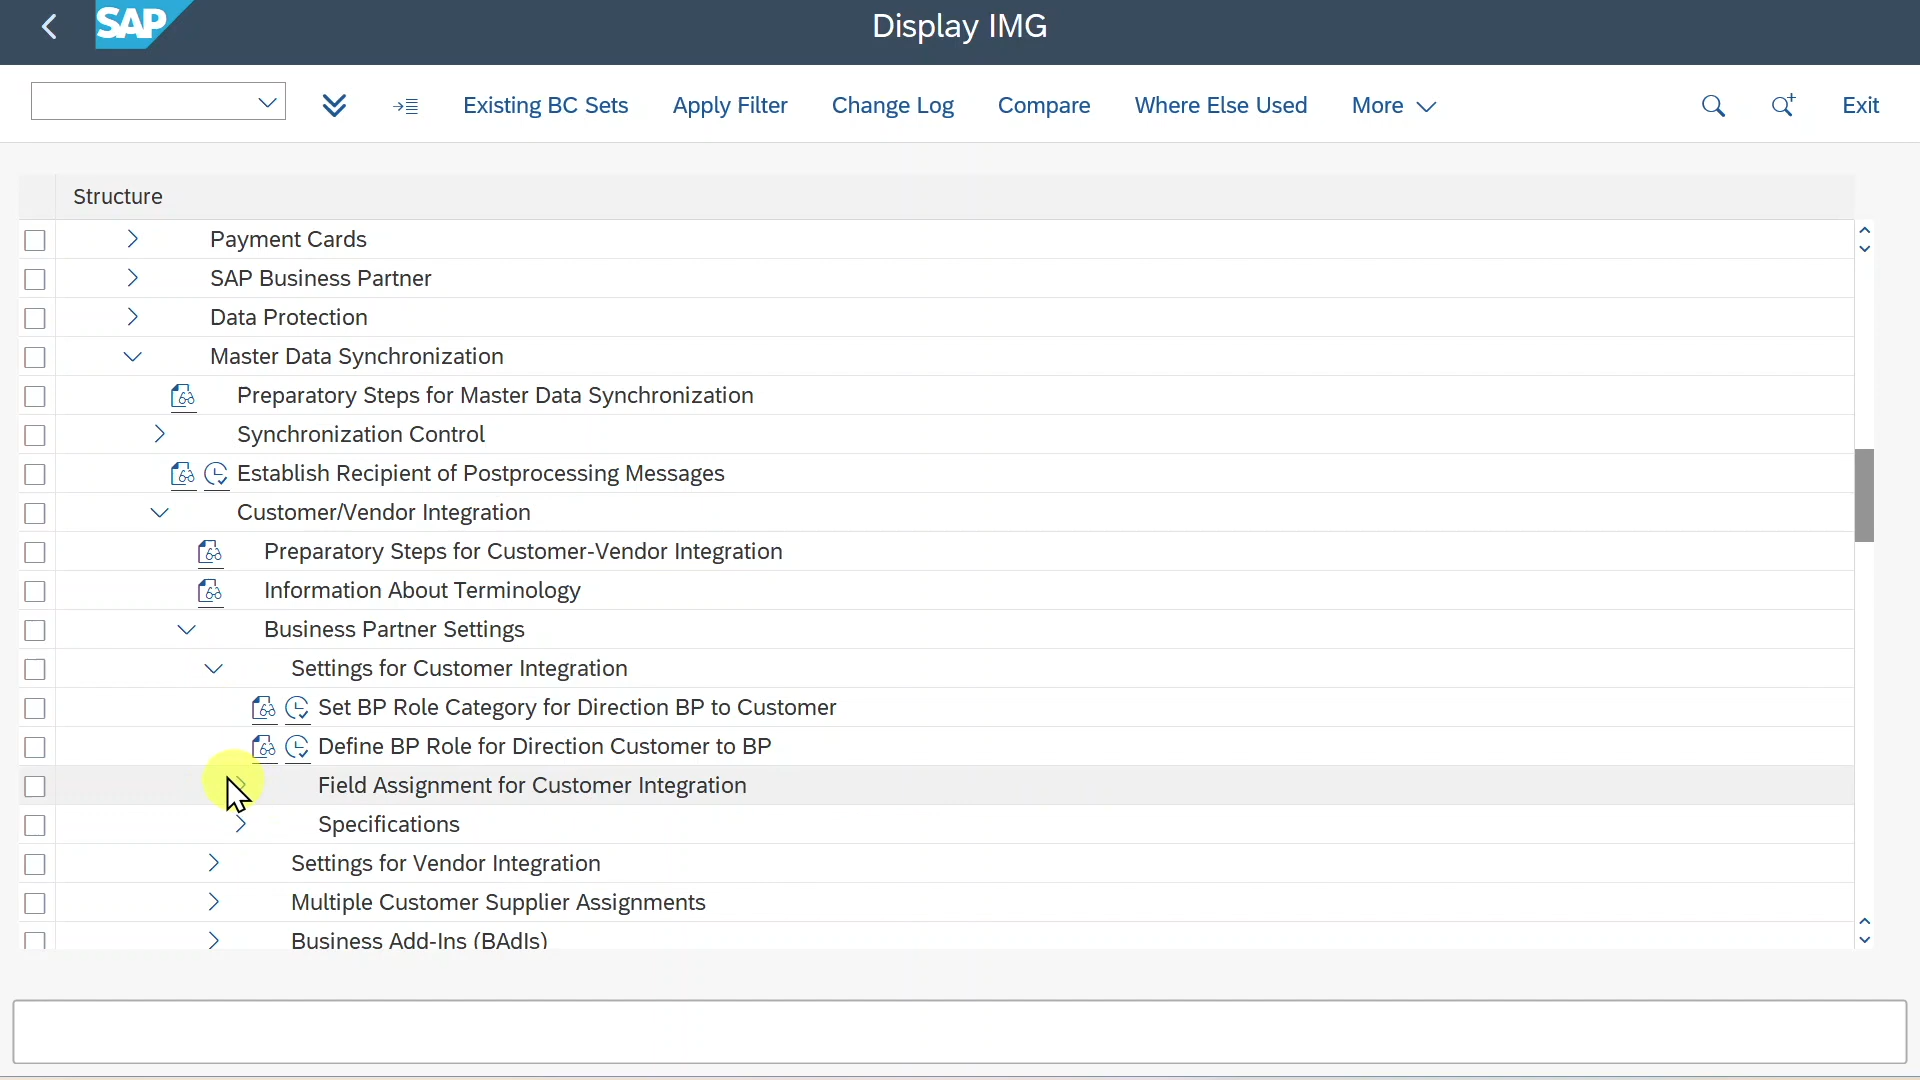 SAP
Display IMG
Existing BC Sets Apply Filter Change Log Compare Where Else Used More Exit
Structure
Payment Cards
SAP Business Partner
Data Protection
Master Data Synchronization
Preparatory Steps for Master Data Synchronization
Synchronization Control
Establish Recipient of Postprocessing Messages
Customer/Vendor Integration
Preparatory Steps for Customer-Vendor Integration
Information About Terminology
Business Partner Settings
Settings for Customer Integration
Set BP Role Category for Direction BP to Customer
Define BP Role for Direction Customer to BP
Field Assignment for Customer Integration
Specifications
Settings for Vendor Integration
Multiple Customer Supplier Assignments
Business Add-Ins (BAdIs)